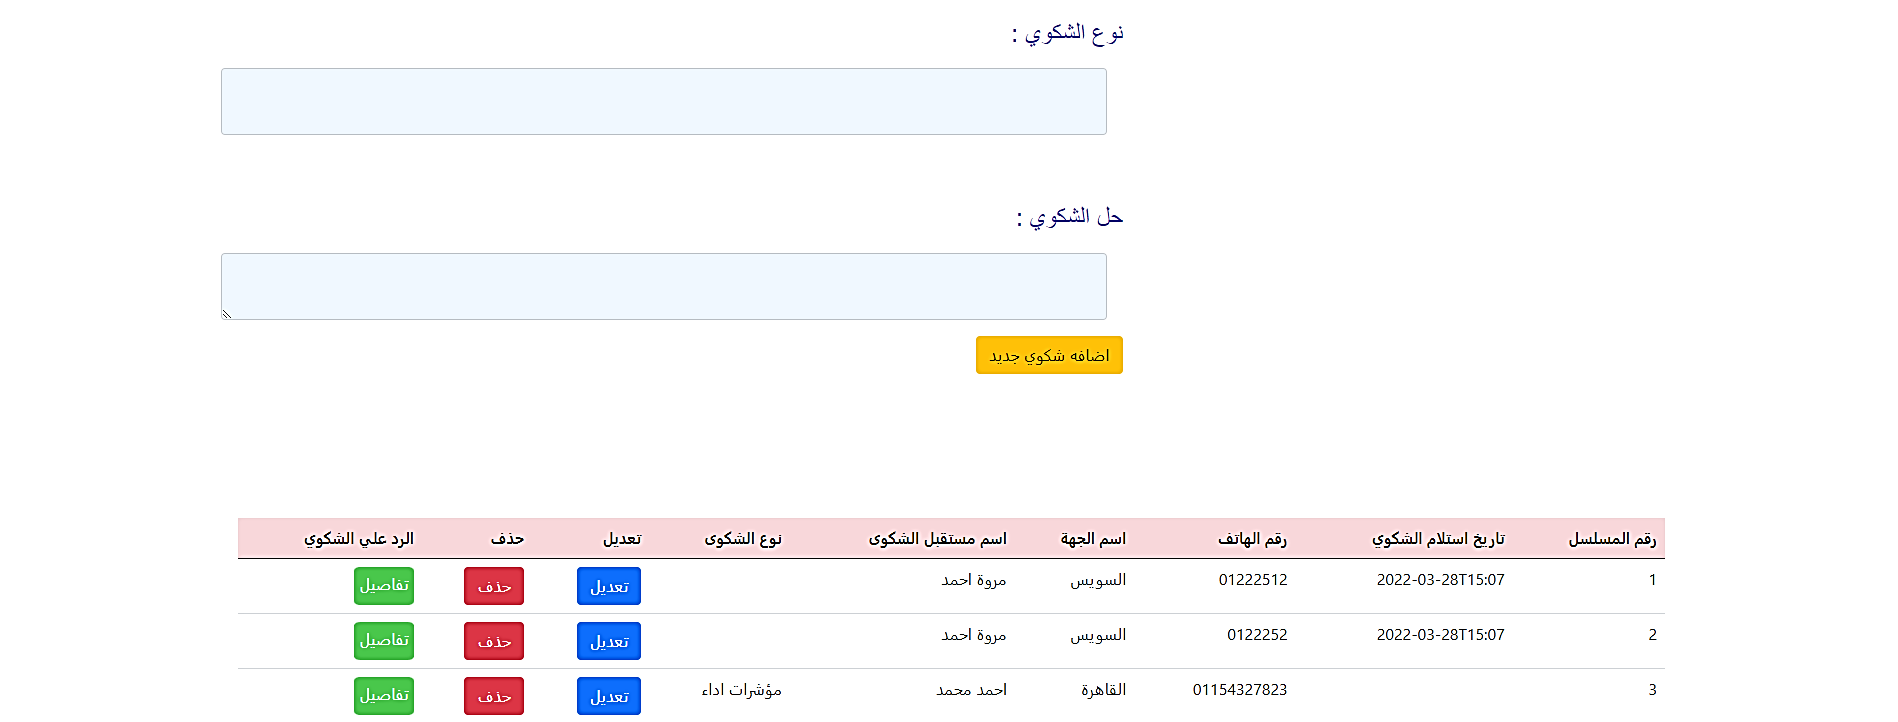 نوع الشكوي :
حل الشكوي :
اضافه شكوي جديد
رقم المسلسل تاريخ استلام الشكوي رقم الهاتف اسم الجهة اسم مستقبل الشكوى نوع الشكوى تعديل حذف الرد علي الشكوي
1 2022-03-28T15:07 01222512 السويس مروة احمد تعديل حذف تفاصيل
2 2022-03-28T15:07 0122252 السويس مروة احمد تعديل حذف تفاصيل
3 01154327823 القاهرة احمد محمد مؤشرات اداء تعديل حذف تفاصيل